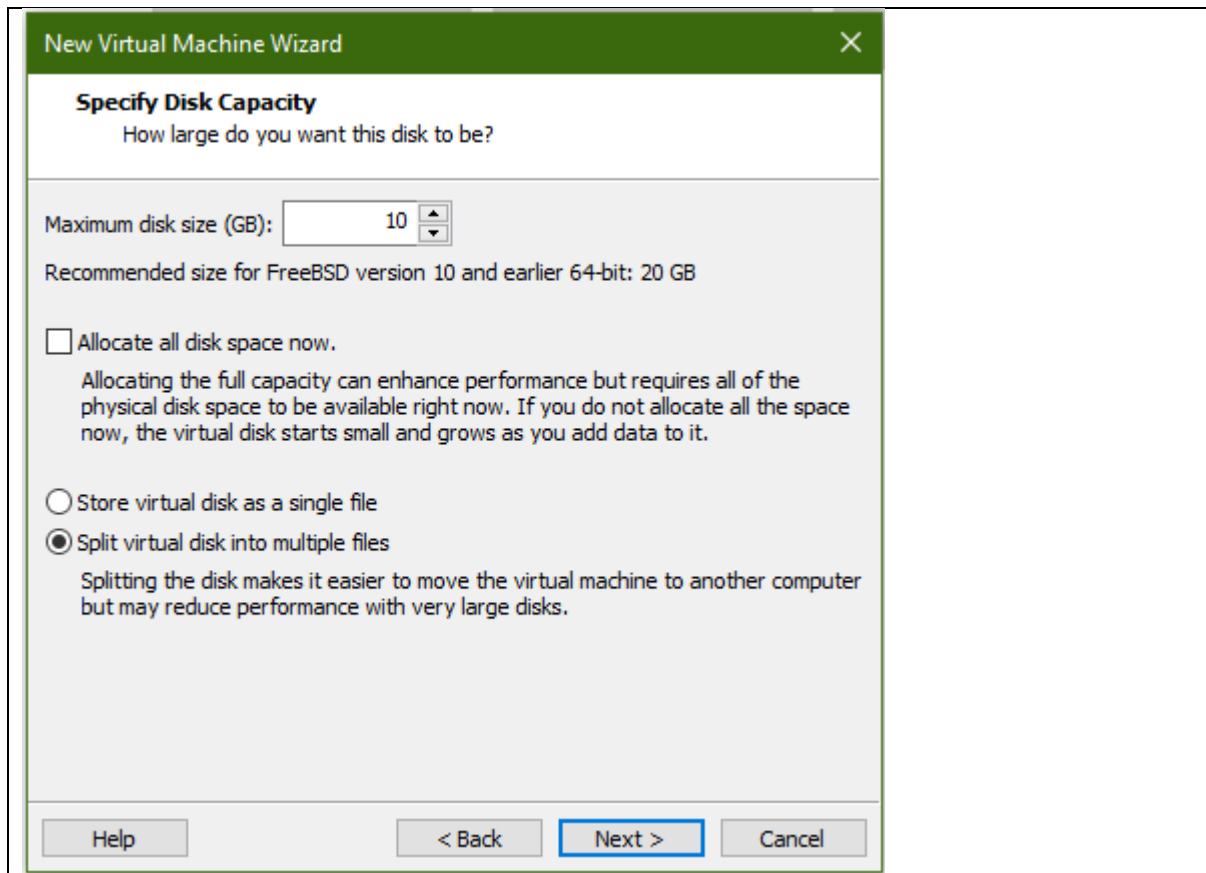 New Virtual Machine Wizard
Specify Disk Capacity
How large do you want this disk to be?
Maximum disk size (GB): 10
Recommended size for FreeBSD version 10 and earlier 64-bit: 20 GB
Allocate all disk space now.
Allocating the full capacity can enhance performance but requires all of the
physical disk space to be available right now. If you do not allocate all the space
now, the virtual disk starts small and grows as you add data to it.
Store virtual disk as a single file
Split virtual disk into multiple files
Splitting the disk makes it easier to move the virtual machine to another computer
but may reduce performance with very large disks.
Help < Back Next > Cancel